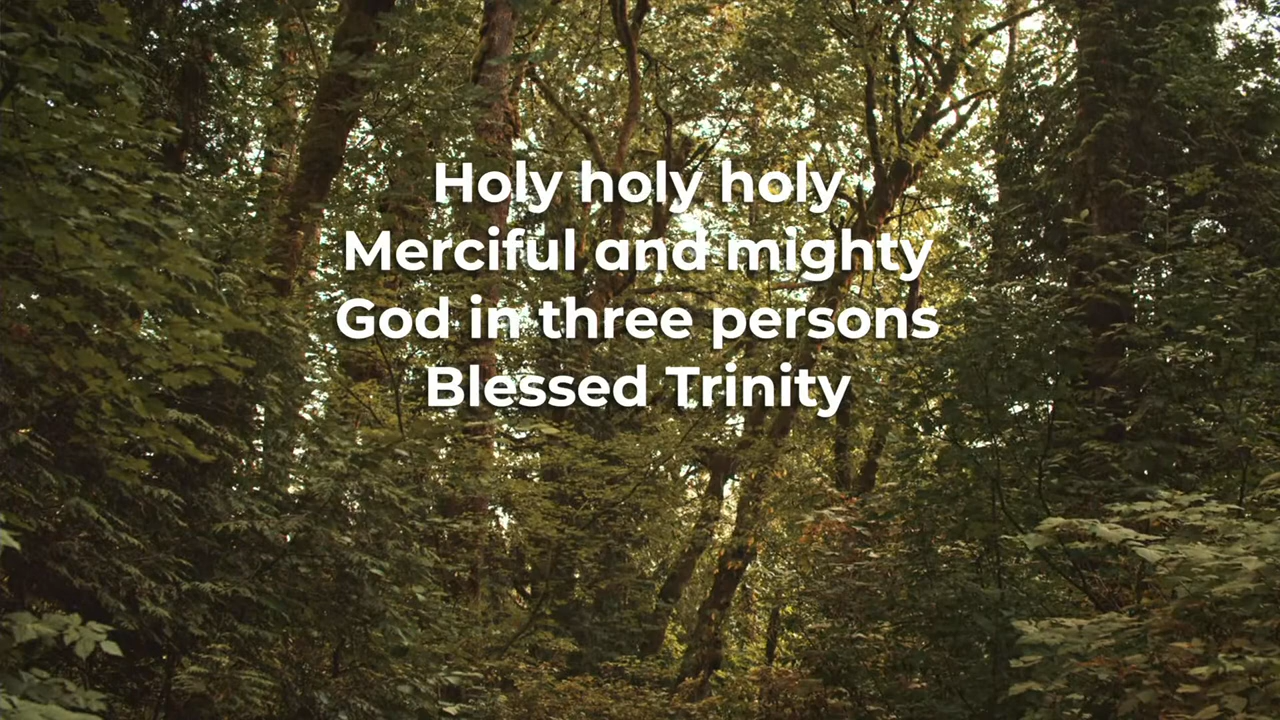 Holy holy holy
Merciful and mighty
God in three persons
Blessed Trinity